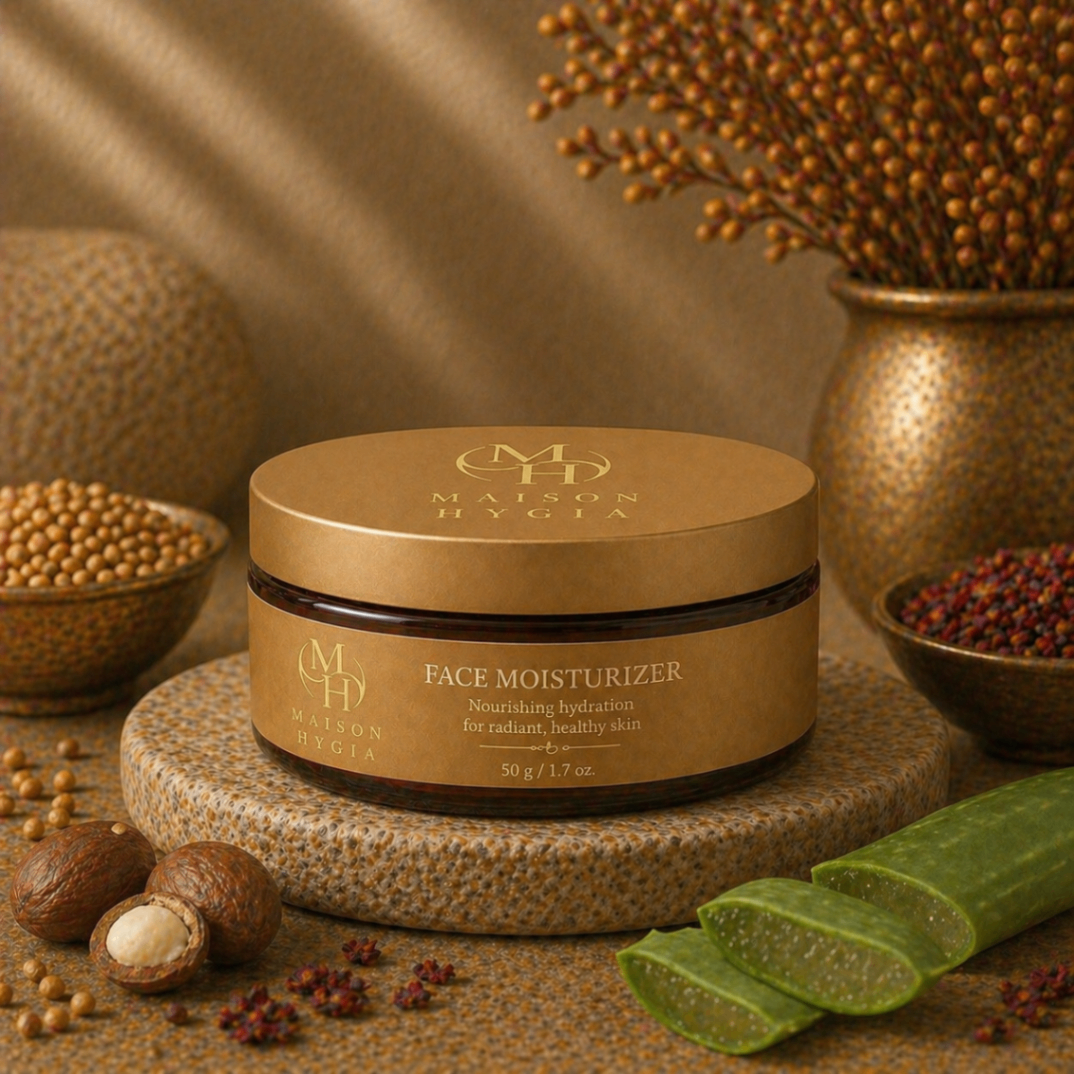 MH
MAISON
HYGIA
MH
MAISON
HYGIA
FACE MOISTURIZER
Nourishing hydration
for radiant, healthy skin
50 g / 1.7 oz.